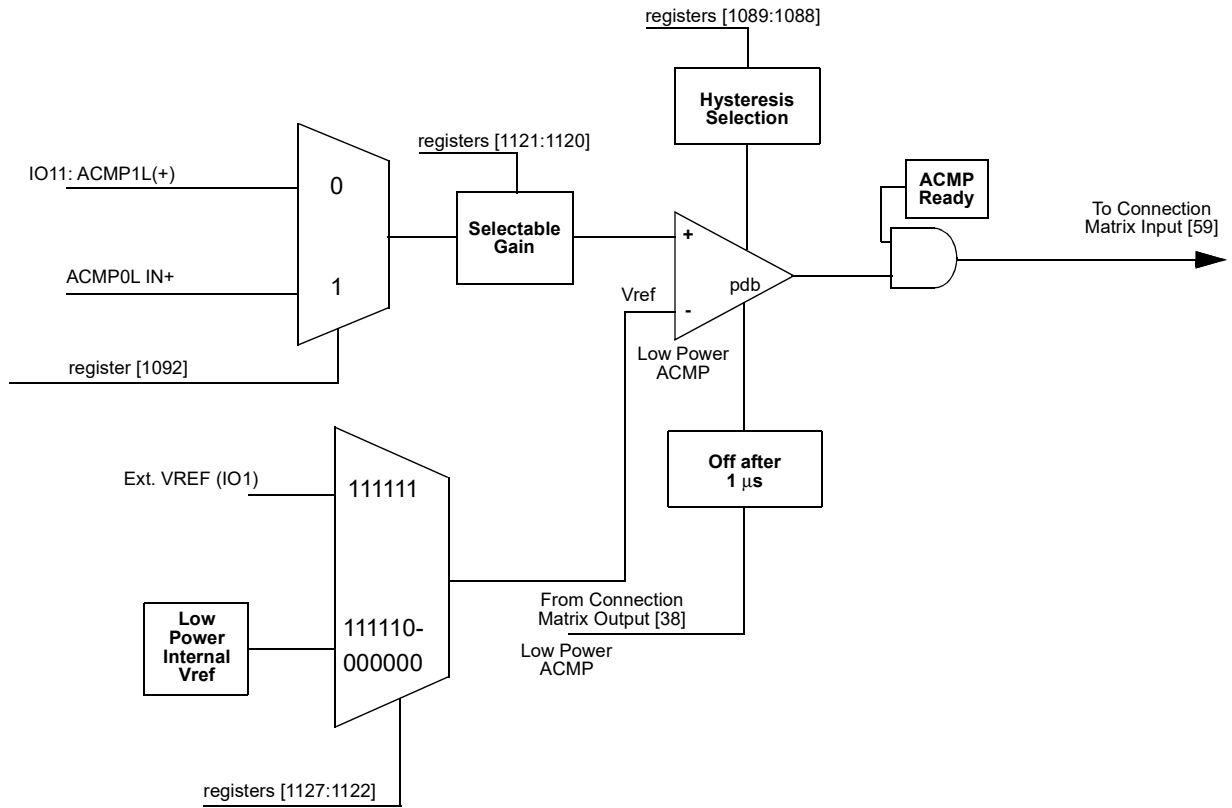 registers [1089:1088]
Hysteresis
Selection
registers [1121:1120]
IO11: ACMP1L(+)
0
Selectable
Gain
ACMP
Ready
To Connection
Matrix Input [59]
+
ACMP0L IN+
1
pdb
Vref
-
Low Power
ACMP
register [1092]
Off after
1 μs
Ext. VREF (IO1)
111111
From Connection
Matrix Output [38]
Low Power
ACMP
Low
Power
Internal
Vref
111110-
000000
registers [1127:1122]